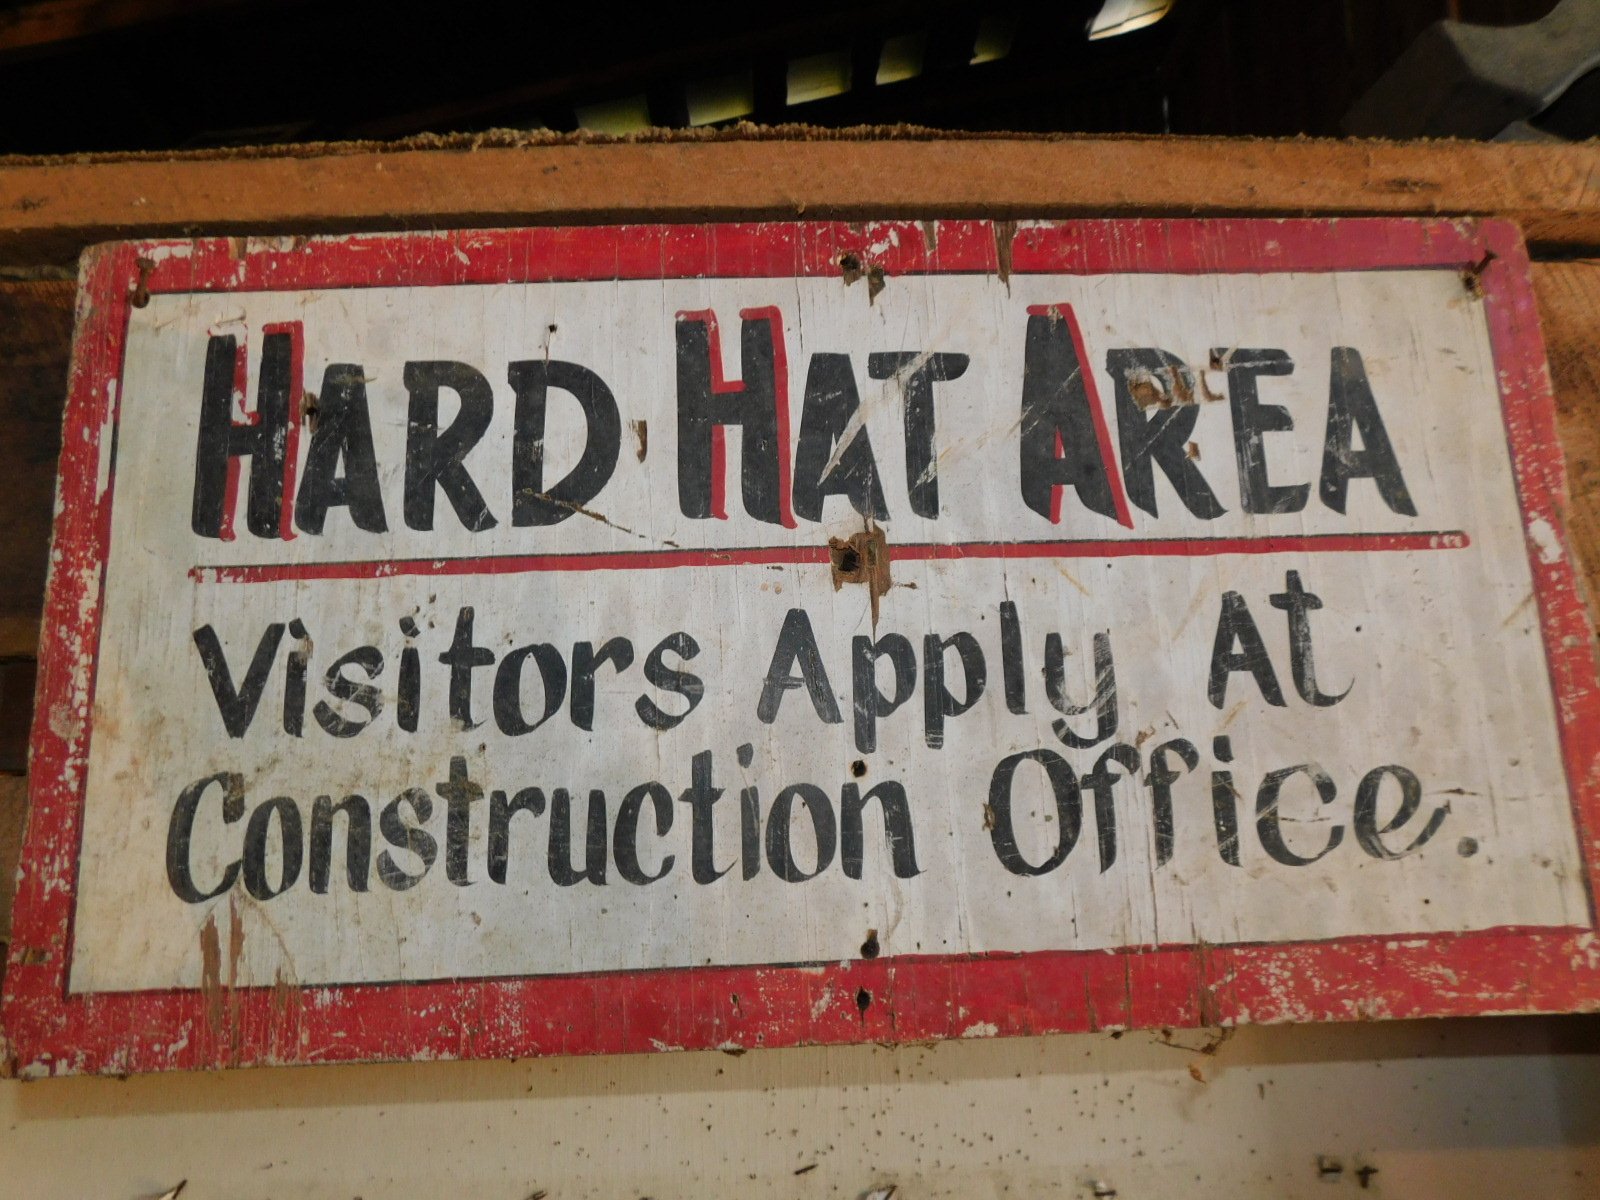 HARD HAT AREA
Visitors Apply At
Construction Office.